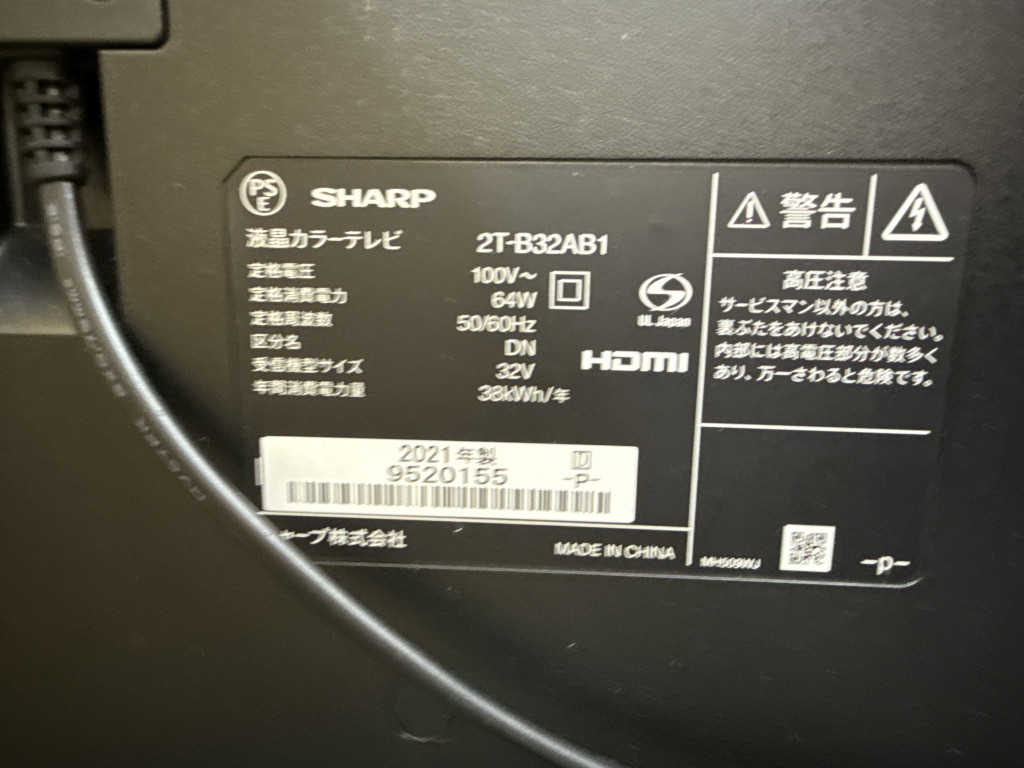 PS
E
SHARP
液晶カラーテレビ 2T-B32AB1
定格電圧 100V~
定格消費電力 64W
定格周波数 50/60Hz
区分名 DN
受信機型サイズ 32V
年間消費電力量 38kWh/年
UL Japan
HDMI
2021年製 D
9520155 -P-
ャープ株式会社
MADE IN CHINA
警告
高圧注意
サービスマン以外の方は、
裏ぶたをあけないでください。
内部には高電圧部分が数多く
あり、万一さわると危険です。
-p-